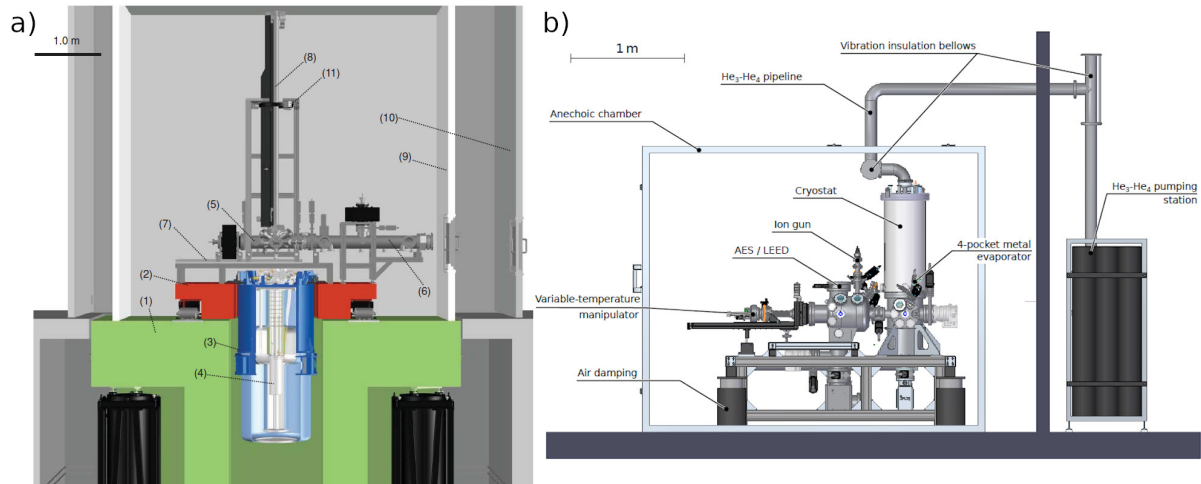 a)
1.0 m
(8)
(11)
(10)
(9)
(5)
(7)
(2)
(6)
(1)
(3)
(4)
b)
1 m
Vibration insulation bellows
He3-He4 pipeline
Anechoic chamber
Cryostat
He3-He4 pumping
station
Ion gun
AES / LEED
4-pocket metal
evaporator
Variable-temperature
manipulator
Air damping